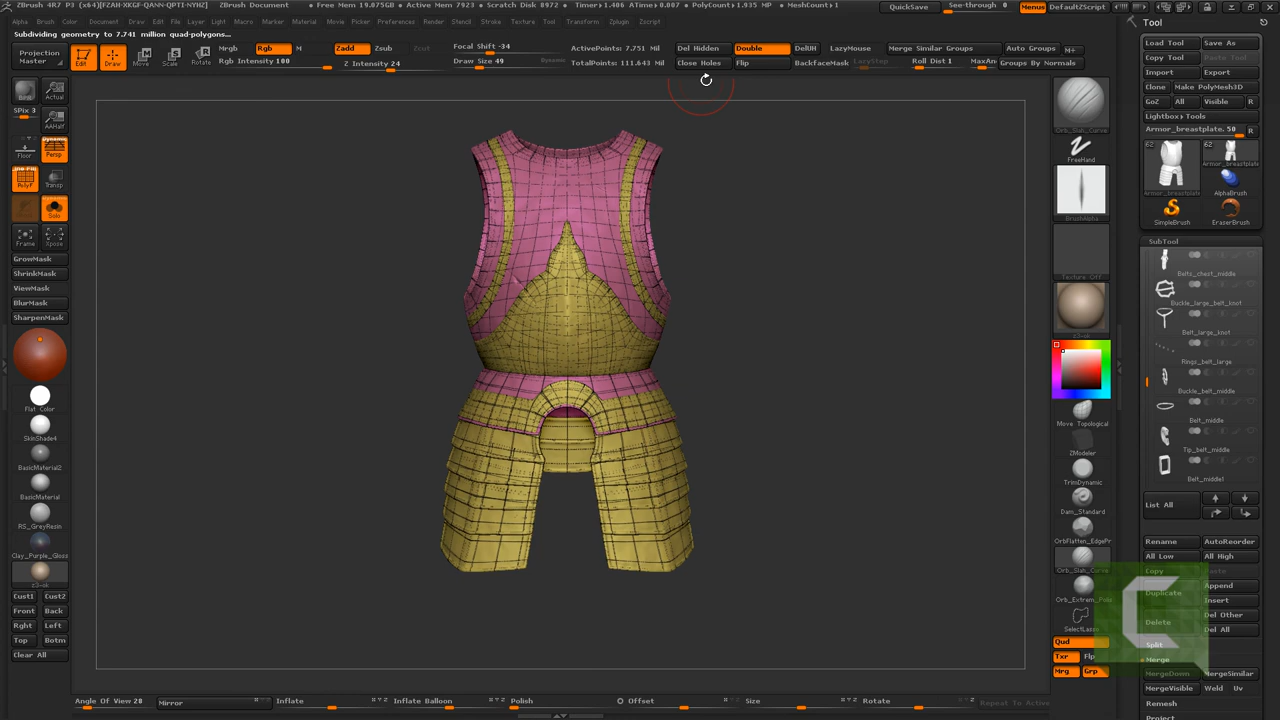 ZBrush 4R7 P3 (x64)[FZAH-XKGF-QANN-QPTI-NYHZ] ZBrush Document • Free Mem 19.075GB • Active Mem 7923 • Scratch Disk 8972 • Timer▸1.406 ATime▸0.007 • PolyCount▸1.935 MP • MeshCount▸1 QuickSave See-through 0 Menus DefaultZScript
Alpha Brush Color Document Draw Edit File Layer Light Macro Marker Material Movie Picker Preferences Render Stencil Stroke Texture Tool Transform Zplugin Zscript
Tool
Subdividing geometry to 7.741 million quad-polygons...
Projection Master
Edit Draw Move Scale Rotate
Mrgb Rgb M
Rgb Intensity 100
Zadd Zsub Zcut
Z Intensity 24
Focal Shift -34
Draw Size 49 Dynamic
ActivePoints: 7.751 Mil
TotalPoints: 111.643 Mil
Del Hidden Double DelUH LazyMouse Merge Similar Groups Auto Groups
Close Holes Flip BackfaceMask LazyStep Roll Dist 1 MaxAn Groups By Normals
Load Tool Save As
Copy Tool
Import Export
Clone Make PolyMesh3D
GoZ All Visible R
Lightbox▸Tools
Armor_breastplate. 50 R
62 62
Armor_breastplate
Armor_breastplate AlphaBrush
SimpleBrush EraserBrush
SubTool
Belts_chest_middle
Buckle_large_belt_knot
Belt_large_knot
Rings_belt_large
Buckle_belt_middle
Belt_middle
Tip_belt_middle
Belt_middle1
List All
Rename AutoReorder
All Low All High
Copy Paste
Duplicate Append
Insert
Delete Del Other
Del All
Split
Merge
MergeDown MergeSimilar
MergeVisible Weld Uv
Remesh
Project
Actual
SPix 3
AAHalf
Floor Dynamic Persp
Line Fill PolyF Transp
Solo
Frame Xpose
GrowMask
ShrinkMask
ViewMask
BlurMask
SharpenMask
Flat Color
SkinShade4
BasicMaterial2
BasicMaterial
RS_GreyResin
Clay_Purple_Gloss
z3-sk
Cust1 Cust2
Front Back
Rght Left
Top Botm
Clear All
Orb_Slah_Curve
FreeHand
BrushAlpha
Texture Off
z3-sk
Move Topological
ZModeler
TrimDynamic
Dam_Standard
OrbFlatten_EdgePr
Orb_Slah_Curve
SelectLasso
Qud
Txr Flp
Mrg Grp
Angle Of View 28 Mirror Inflate Inflate Balloon Polish Offset Size Rotate Repeat To Active